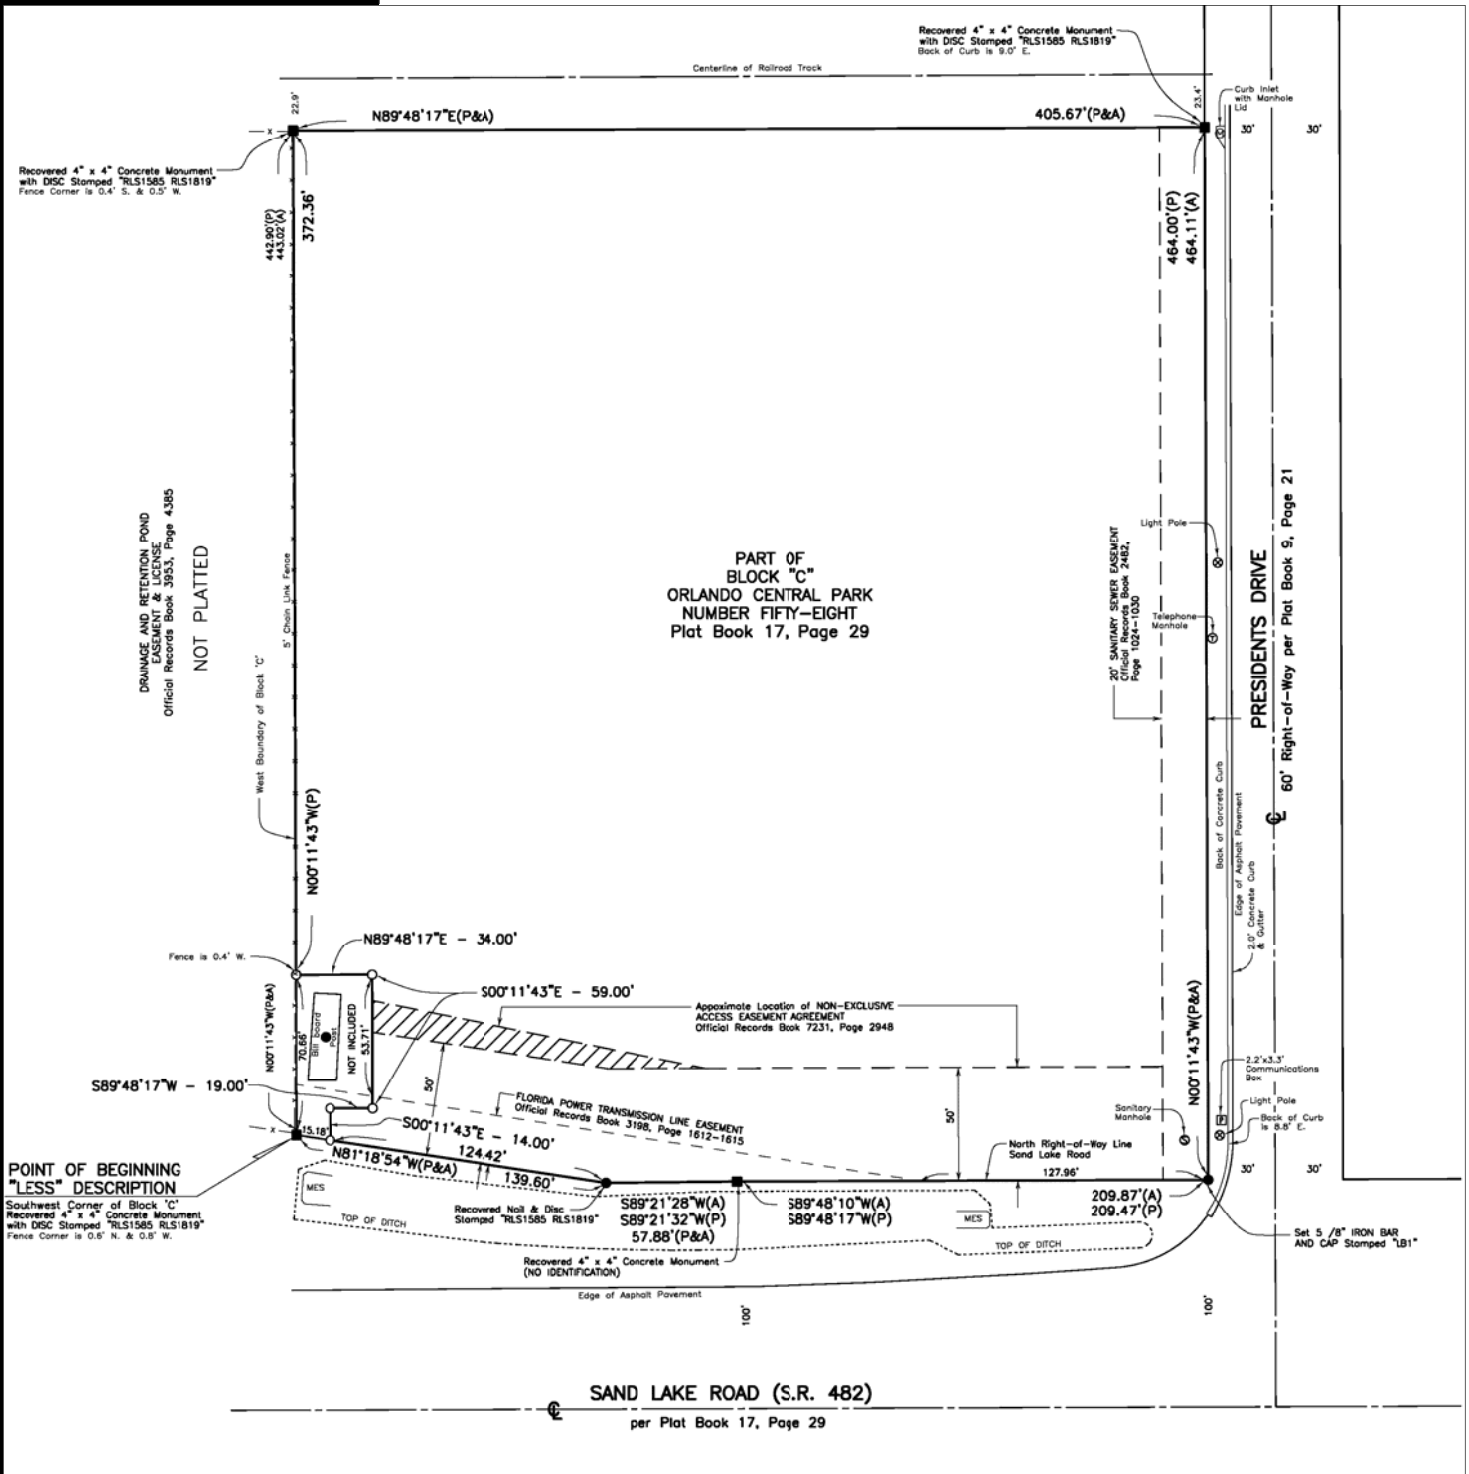 Recovered 4" x 4" Concrete Monument
with DISC Stamped "RLS1585 RLS1819"
Back of Curb is 9.0' E.
Centerline of Railroad Track
22.9'
23.4'
Curb Inlet
with Manhole
Lid
N89°48'17"E(P&A)
405.67'(P&A)
30'
30'
Recovered 4" x 4" Concrete Monument
with DISC Stamped "RLS1585 RLS1819"
Fence Corner is 0.4' S. & 0.5' W.
442.90'(P)
443.02'(A)
372.36'
464.00'(P)
464.11'(A)
DRAINAGE AND RETENTION POND
EASEMENT & LICENSE
Official Records Book 3953, Page 4385
NOT PLATTED
5' Chain Link Fence
West Boundary of Block "C"
PART OF
BLOCK "C"
ORLANDO CENTRAL PARK
NUMBER FIFTY-EIGHT
Plat Book 17, Page 29
20' SANITARY SEWER EASEMENT
Official Records Book 2482,
Page 1024-1030
Light Pole
Telephone
Manhole
PRESIDENTS DRIVE
60' Right-of-Way per Plat Book 9, Page 21
Back of Concrete Curb
Edge of Asphalt Pavement
2.0' Concrete Curb
& Gutter
N00°11'43"W(P)
Fence is 0.4' W.
N89°48'17"E - 34.00'
S00°11'43"E - 59.00'
Appoximate Location of NON-EXCLUSIVE
ACCESS EASEMENT AGREEMENT
Official Records Book 7231, Page 2948
N00°11'43"W(P&A)
70.66'
Bill board
Post
NOT INCLUDED
53.71'
N00°11'43"W(P&A)
S89°48'17"W - 19.00'
50'
50'
FLORIDA POWER TRANSMISSION LINE EASEMENT
Official Records Book 3198, Page 1612-1615
2.2'x3.3'
Communications
Box
P
Light Pole
Back of Curb
is 8.8' E.
Sanitary
Manhole
15.18'
S00°11'43"E - 14.00'
North Right-of-Way Line
Sand Lake Road
124.42'
N81°18'54"W(P&A)
139.60'
127.96'
30'
30'
POINT OF BEGINNING
"LESS" DESCRIPTION
Southwest Corner of Block "C"
Recovered 4" x 4" Concrete Monument
with DISC Stamped "RLS1585 RLS1819"
Fence Corner is 0.6' N. & 0.8' W.
MES
TOP OF DITCH
Recovered Nail & Disc
Stamped "RLS1585 RLS1819"
S89°21'28"W(A)
S89°21'32"W(P)
57.88'(P&A)
S89°48'10"W(A)
S89°48'17"W(P)
209.87'(A)
209.47'(P)
MES
TOP OF DITCH
Set 5 /8" IRON BAR
AND CAP Stamped "LB1"
Recovered 4" x 4" Concrete Monument
(NO IDENTIFICATION)
Edge of Asphalt Pavement
100'
100'
SAND LAKE ROAD (S.R. 482)
per Plat Book 17, Page 29